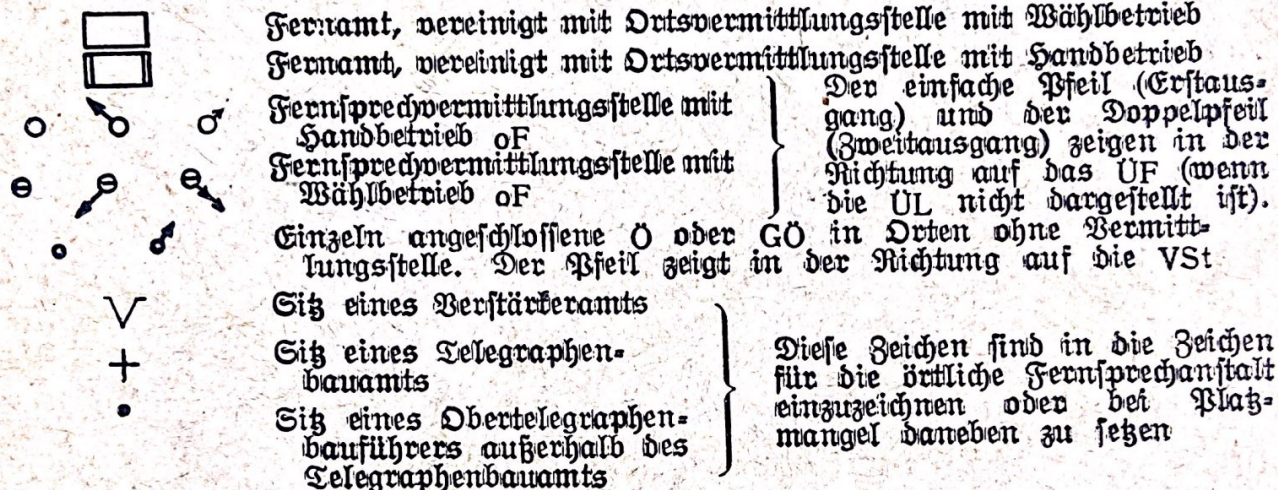 Fernamt, vereinigt mit Ortsvermittlungsstelle mit Wählbetrieb
Fernamt, vereinigt mit Ortsvermittlungsstelle mit Handbetrieb
Fernsprechvermittlungsstelle mit
Handbetrieb oF
Fernsprechvermittlungsstelle mit
Wählbetrieb oF
Der einfache Pfeil (Erstaus-
gang) und der Doppelpfeil
(Zweitausgang) zeigen in der
Richtung auf das ÜF (wenn
die ÜL nicht dargestellt ist).
Einzeln angeschlossene Ö oder GÖ in Orten ohne Vermitt-
lungsstelle. Der Pfeil zeigt in der Richtung auf die VSt
Sitz eines Verstärkeramts
Sitz eines Telegraphen-
bauamts
Sitz eines Obertelegraphen-
bauführers außerhalb des
Telegraphenbauamts
Diese Zeichen sind in die Zeichen
für die örtliche Fernsprechanstalt
einzuzeichnen oder bei Platz-
mangel daneben zu setzen